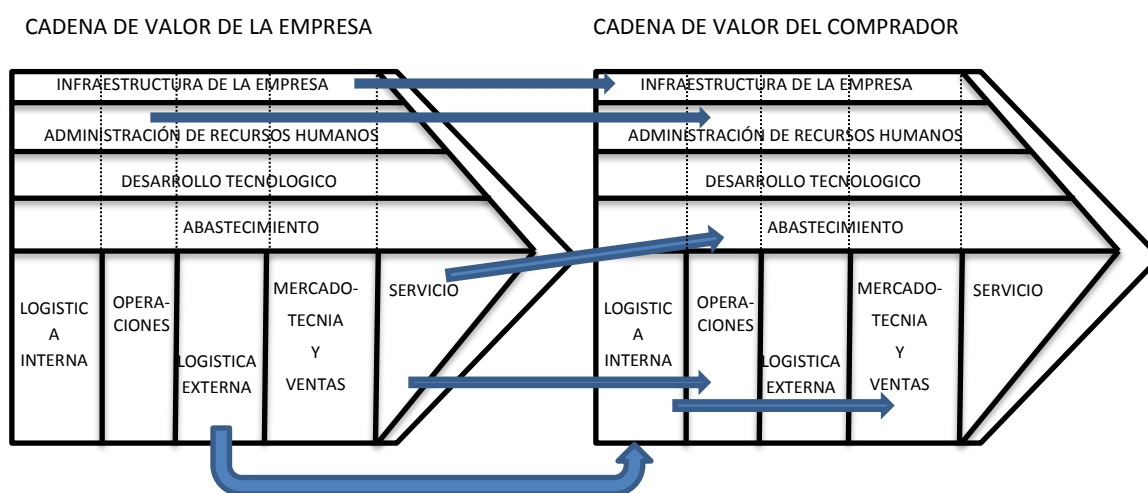 CADENA DE VALOR DE LA EMPRESA
INFRAESTRUCTURA DE LA EMPRESA
ADMINISTRACIÓN DE RECURSOS HUMANOS
DESARROLLO TECNOLOGICO
ABASTECIMIENTO
LOGISTIC
A
INTERNA
OPERA-
CIONES
LOGISTICA
EXTERNA
MERCADO-
TECNIA
Y
VENTAS
SERVICIO
CADENA DE VALOR DEL COMPRADOR
INFRAESTRUCTURA DE LA EMPRESA
ADMINISTRACIÓN DE RECURSOS HUMANOS
DESARROLLO TECNOLOGICO
ABASTECIMIENTO
LOGISTIC
A
INTERNA
OPERA-
CIONES
LOGISTICA
EXTERNA
MERCADO-
TECNIA
Y
VENTAS
SERVICIO